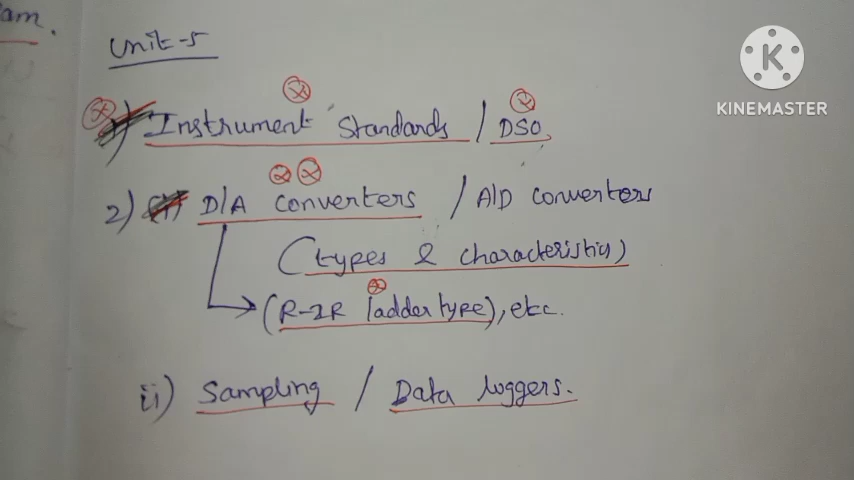 am.
Unit-5
K
KINEMASTER
1) Instrument Standards / DSO,
2) D/A converters / A/D converters
(types & characteristics)
(R-2R ladder type), etc.
ii) Sampling / Data loggers.